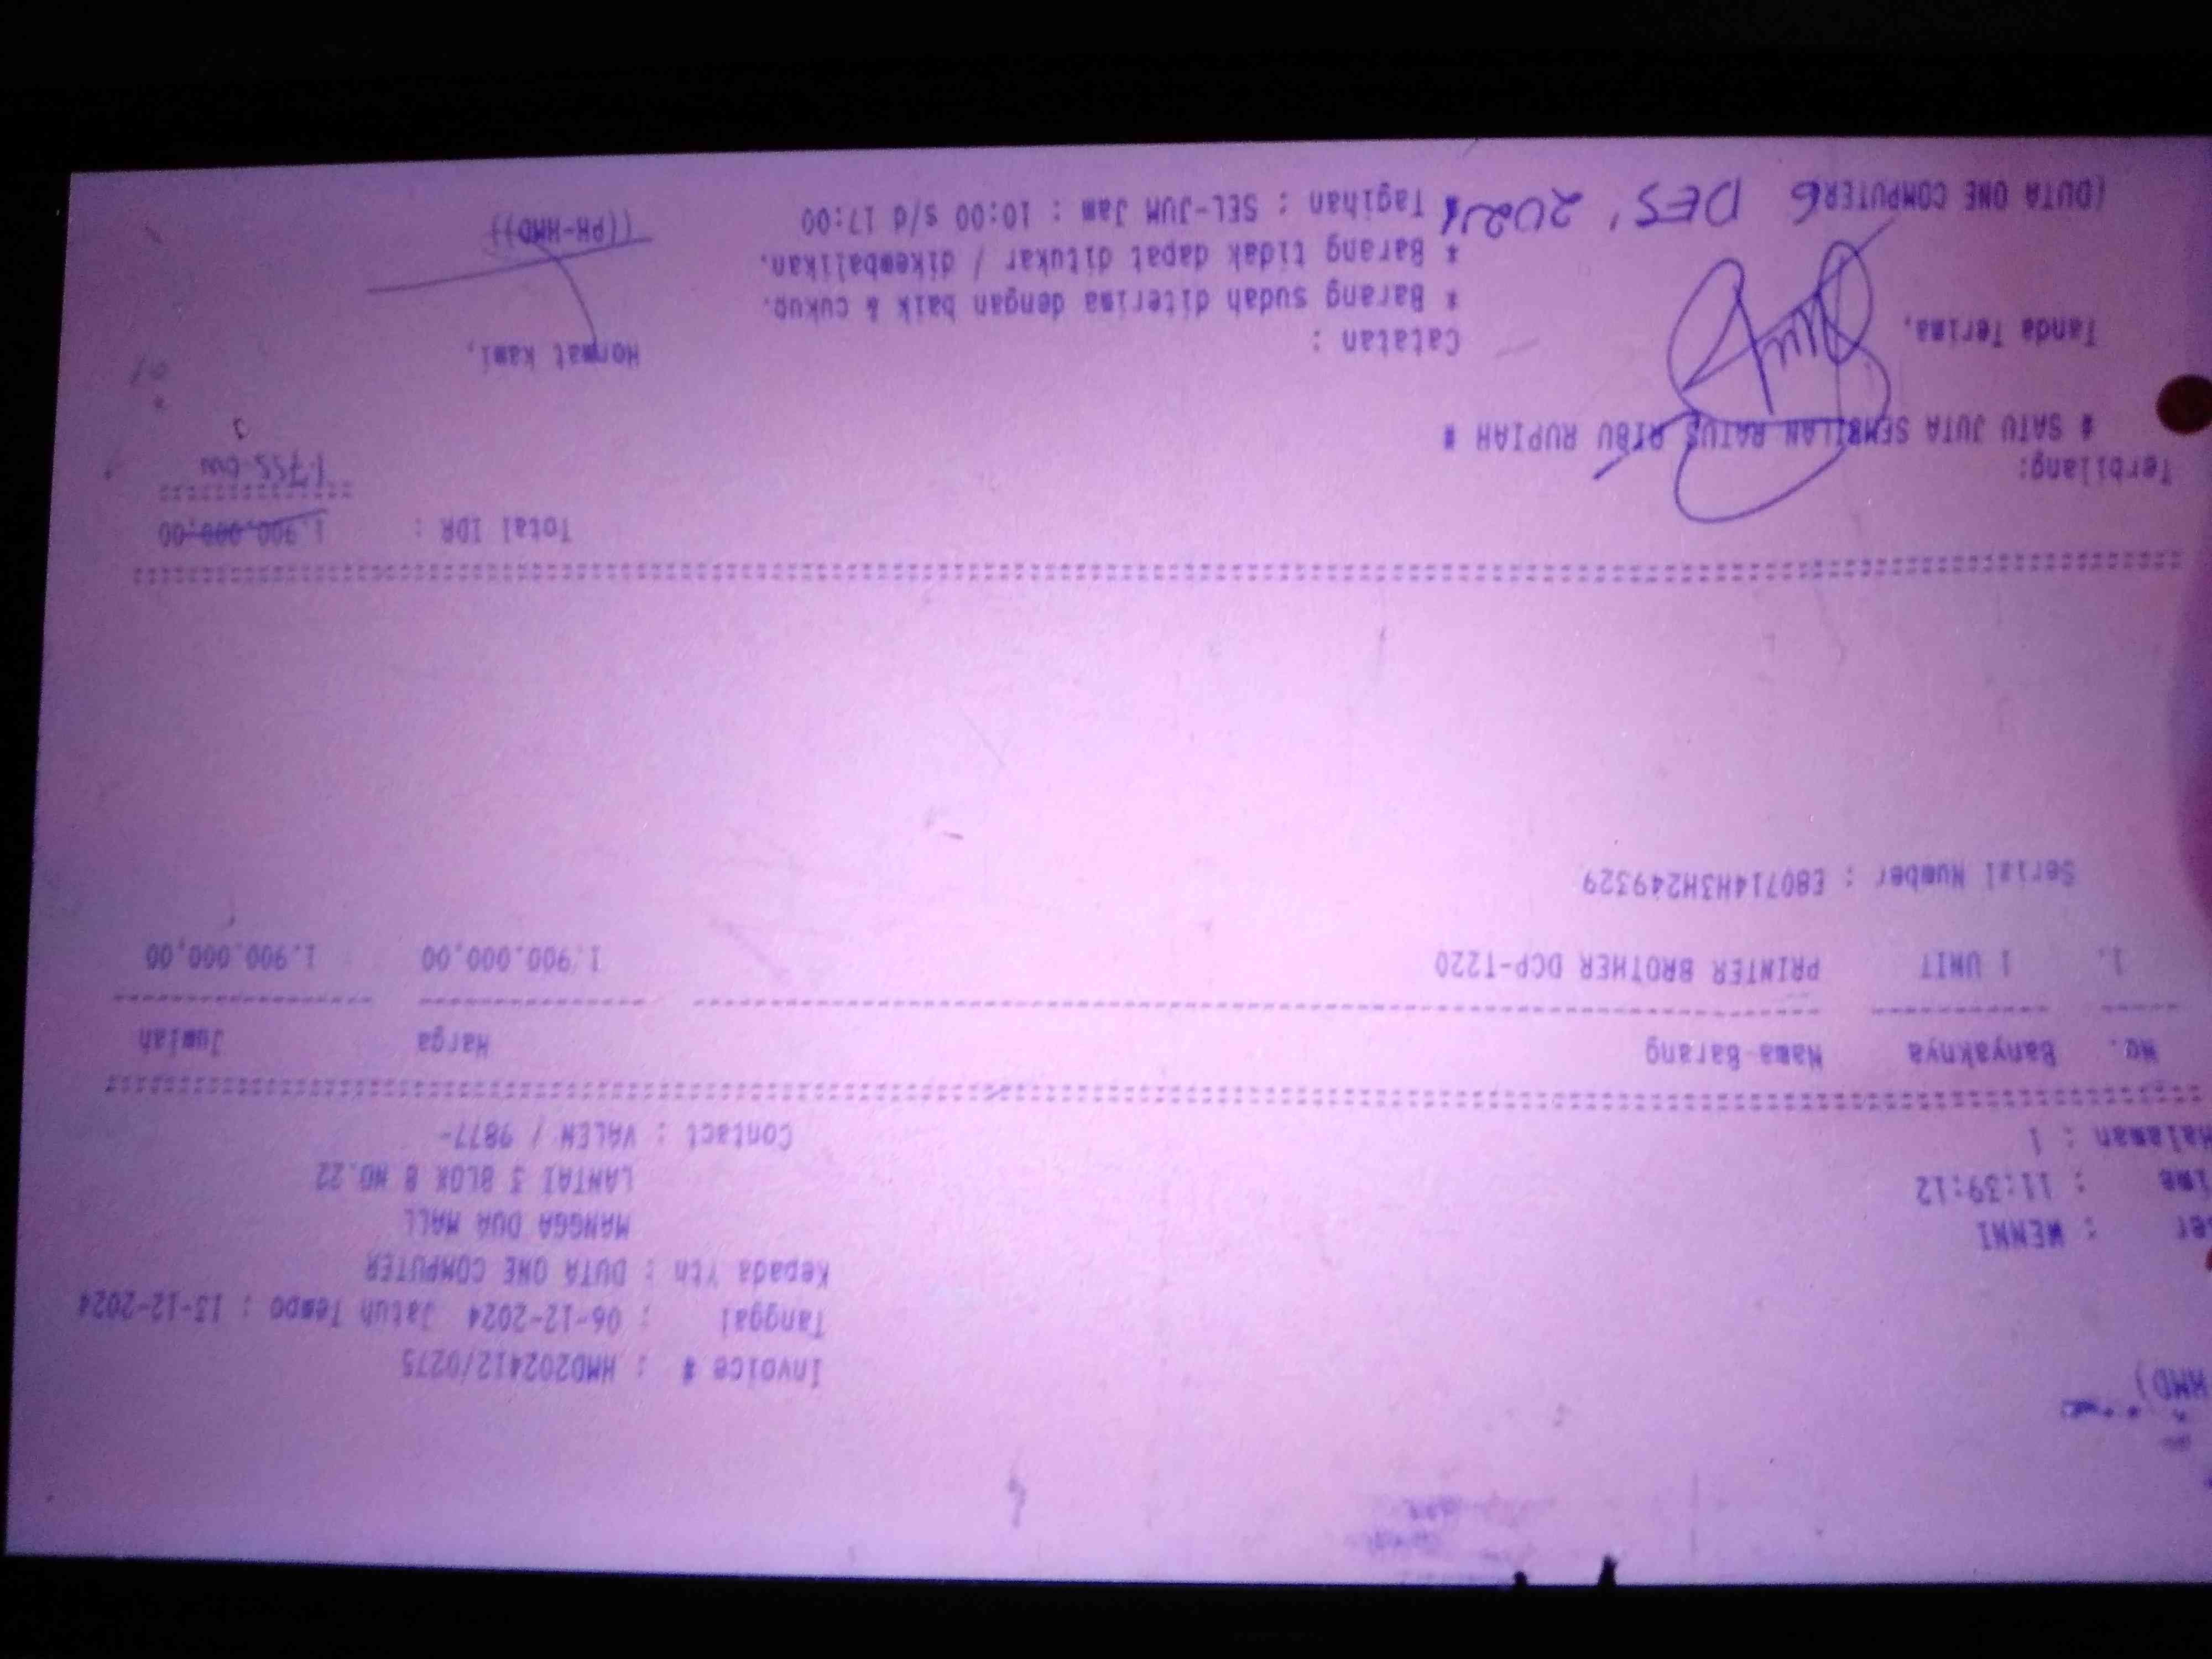 HMD)
Invoice # : HMD202412/0275
Tanggal : 06-12-2024 Jatuh Tempo : 13-12-2024
Kepada Yth : DUTA ONE COMPUTER
MANGGA DUA MALL
LANTAI 3 BLOK B NO.22
Contact : VALEN / 9877-
er : WENNI
ime : 11:39:12
Halaman : 1
No. Banyaknya Nama Barang Harga Jumlah
1. 1 UNIT PRINTER BROTHER DCP-T220 1.900.000,00 1.900.000,00
Serial Number : E80714H3H249329
Total IDR : 1.900.000,00
Terbilang:
# SATU JUTA SEMBILAN RATUS RIBU RUPIAH #
Tanda Terima,
Catatan :
* Barang sudah diterima dengan baik & cukup.
* Barang tidak dapat ditukar / dikembalikan.
Tagihan : SEL-JUM Jam : 10:00 s/d 17:00
Hormat kami,
(DUTA ONE COMPUTER
6 DES, 2024
((PH-HMD))